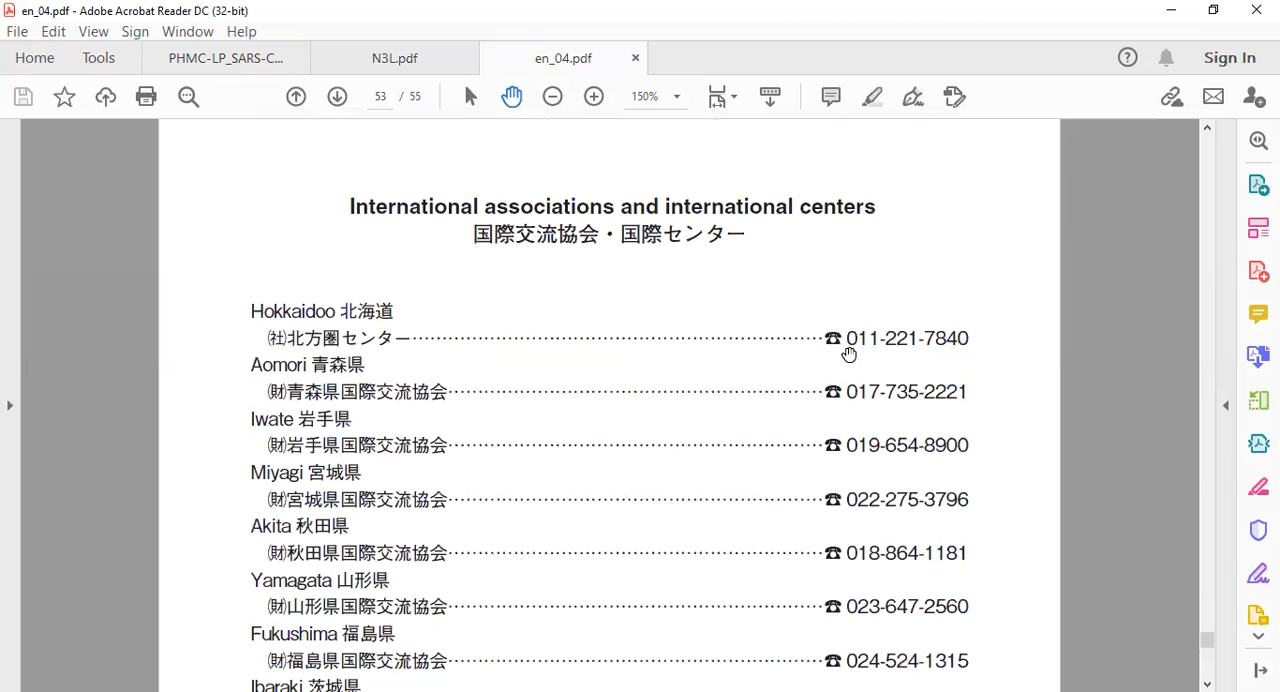 en_04.pdf - Adobe Acrobat Reader DC (32-bit)
File Edit View Sign Window Help
Home Tools PHMC-LP_SARS-C... N3L.pdf en_04.pdf Sign In
53 / 55 150%
International associations and international centers
国際交流協会・国際センター
Hokkaidoo 北海道
㈳北方圏センター……………………………………………………………☎ 011-221-7840
Aomori 青森県
㈶青森県国際交流協会………………………………………………………☎ 017-735-2221
Iwate 岩手県
㈶岩手県国際交流協会………………………………………………………☎ 019-654-8900
Miyagi 宮城県
㈶宮城県国際交流協会………………………………………………………☎ 022-275-3796
Akita 秋田県
㈶秋田県国際交流協会………………………………………………………☎ 018-864-1181
Yamagata 山形県
㈶山形県国際交流協会………………………………………………………☎ 023-647-2560
Fukushima 福島県
㈶福島県国際交流協会………………………………………………………☎ 024-524-1315
Ibaraki 茨城県